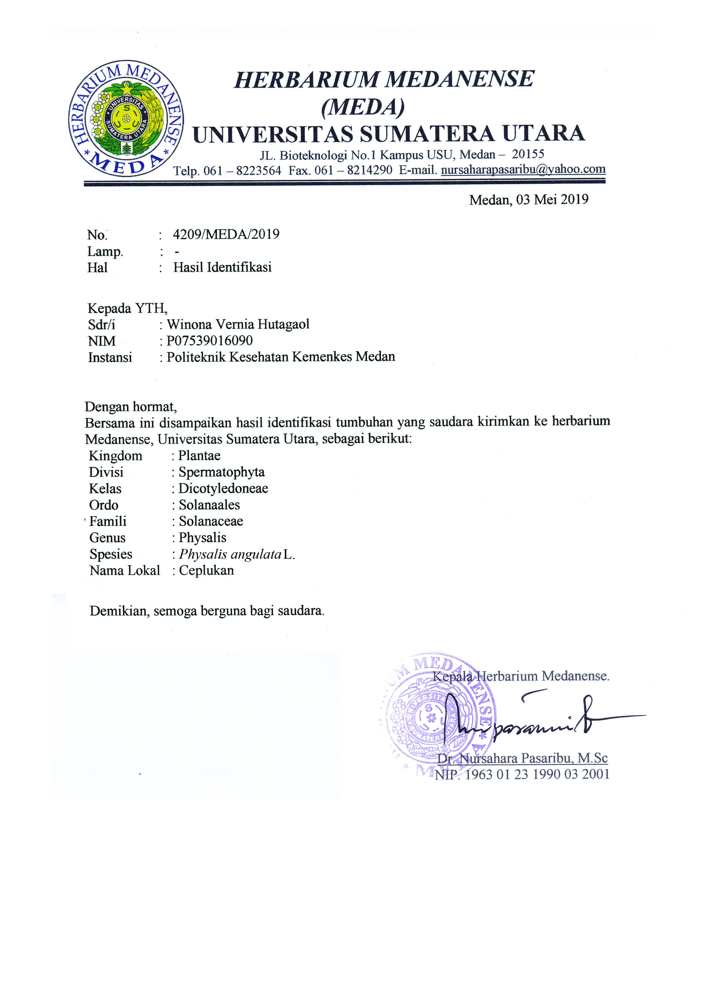 HERBARIUM MEDANENSE
* MEDA *
UNIVERSITAS
SUMATERA UTARA
HERBARIUM MEDANENSE
(MEDA)
UNIVERSITAS SUMATERA UTARA
JL. Bioteknologi No.1 Kampus USU, Medan – 20155
Telp. 061 – 8223564 Fax. 061 – 8214290 E-mail. nursaharapasaribu@yahoo.com
Medan, 03 Mei 2019
No. : 4209/MEDA/2019
Lamp. : -
Hal : Hasil Identifikasi
Kepada YTH,
Sdr/i : Winona Vernia Hutagaol
NIM : P07539016090
Instansi : Politeknik Kesehatan Kemenkes Medan
Dengan hormat,
Bersama ini disampaikan hasil identifikasi tumbuhan yang saudara kirimkan ke herbarium
Medanense, Universitas Sumatera Utara, sebagai berikut:
Kingdom : Plantae
Divisi : Spermatophyta
Kelas : Dicotyledoneae
Ordo : Solanaales
Famili : Solanaceae
Genus : Physalis
Spesies : Physalis angulata L.
Nama Lokal : Ceplukan
Demikian, semoga berguna bagi saudara.
Kepala Herbarium Medanense.
MEDANENSE
UNIVERSITAS
SUMATERA UTARA
* MEDA *
Dr. Nursahara Pasaribu, M.Sc
NIP. 1963 01 23 1990 03 2001